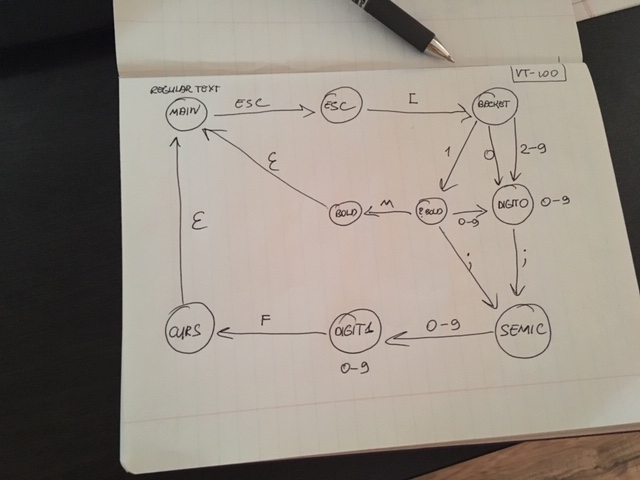 VT-100
REGULAR TEXT
MAIN
ESC
ESC
[
BRCKET
1
0
2-9
ε
BOLD
M
?BOLD
0-9
DIGIT0
0-9
;
;
ε
CURS
F
DIGIT1
0-9
0-9
SEMIC